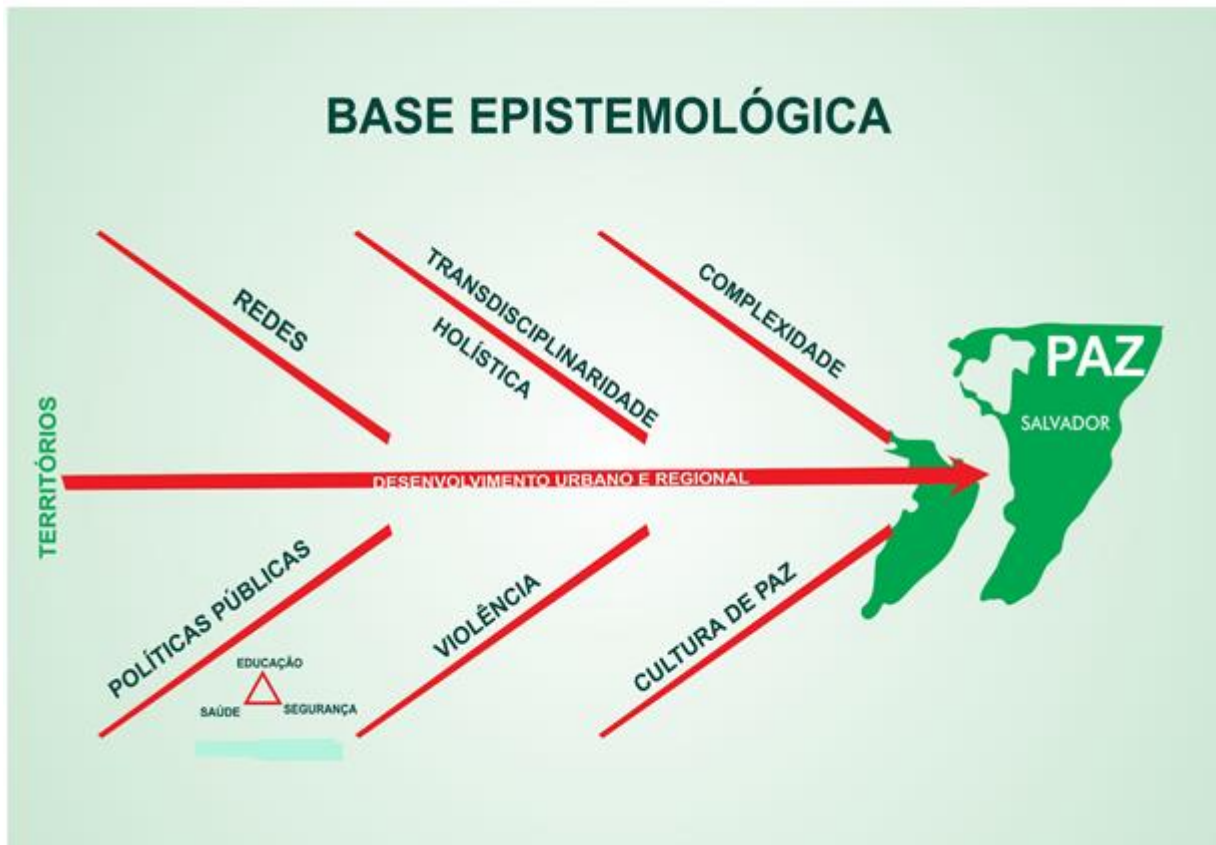 BASE EPISTEMOLÓGICA
REDES
TRANSDISCIPLINARIDADE
HOLÍSTICA
COMPLEXIDADE
PAZ
SALVADOR
TERRITÓRIOS
DESENVOLVIMENTO URBANO E REGIONAL
POLÍTICAS PÚBLICAS
EDUCAÇÃO
SAÚDE
SEGURANÇA
VIOLÊNCIA
CULTURA DE PAZ